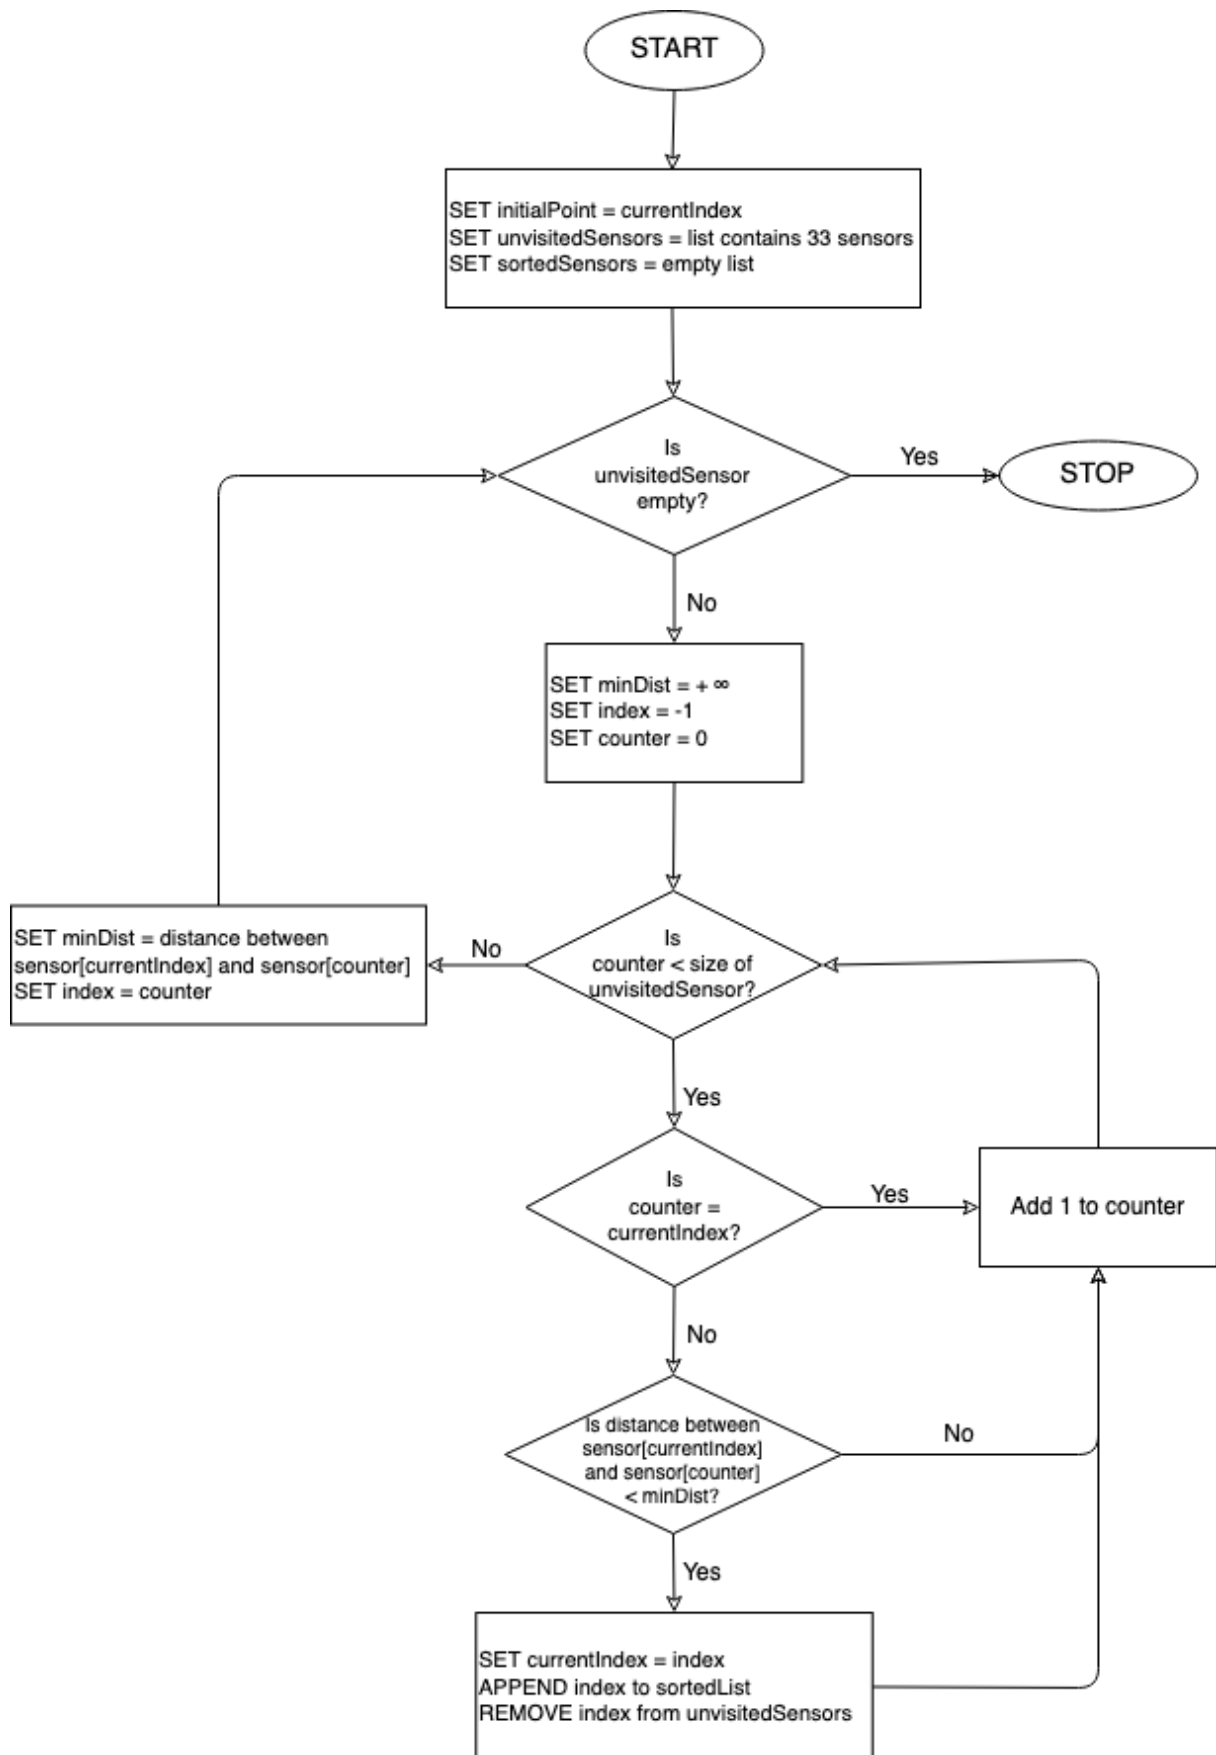 START
SET initialPoint = currentIndex
SET unvisitedSensors = list contains 33 sensors
SET sortedSensors = empty list
Is
unvisitedSensor
empty?
Yes
STOP
No
SET minDist = + ∞
SET index = -1
SET counter = 0
SET minDist = distance between
sensor[currentIndex] and sensor[counter]
SET index = counter
No
Is
counter < size of
unvisitedSensor?
Yes
Is
counter =
currentIndex?
Yes
Add 1 to counter
No
Is distance between
sensor[currentIndex]
and sensor[counter]
< minDist?
No
Yes
SET currentIndex = index
APPEND index to sortedList
REMOVE index from unvisitedSensors